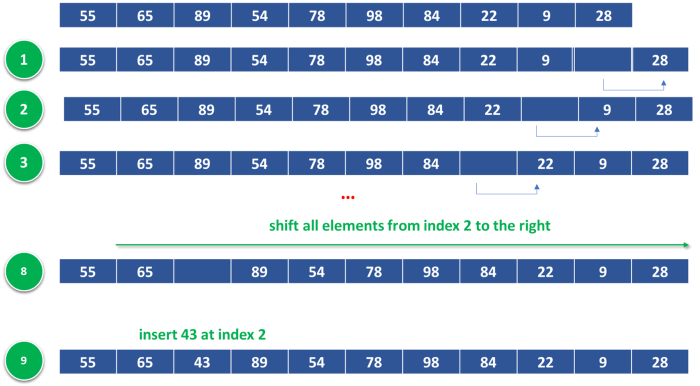 55 65 89 54 78 98 84 22 9 28
1 55 65 89 54 78 98 84 22 9 28
2 55 65 89 54 78 98 84 22 9 28
3 55 65 89 54 78 98 84 22 9 28
...
shift all elements from index 2 to the right
8 55 65 89 54 78 98 84 22 9 28
insert 43 at index 2
9 55 65 43 89 54 78 98 84 22 9 28